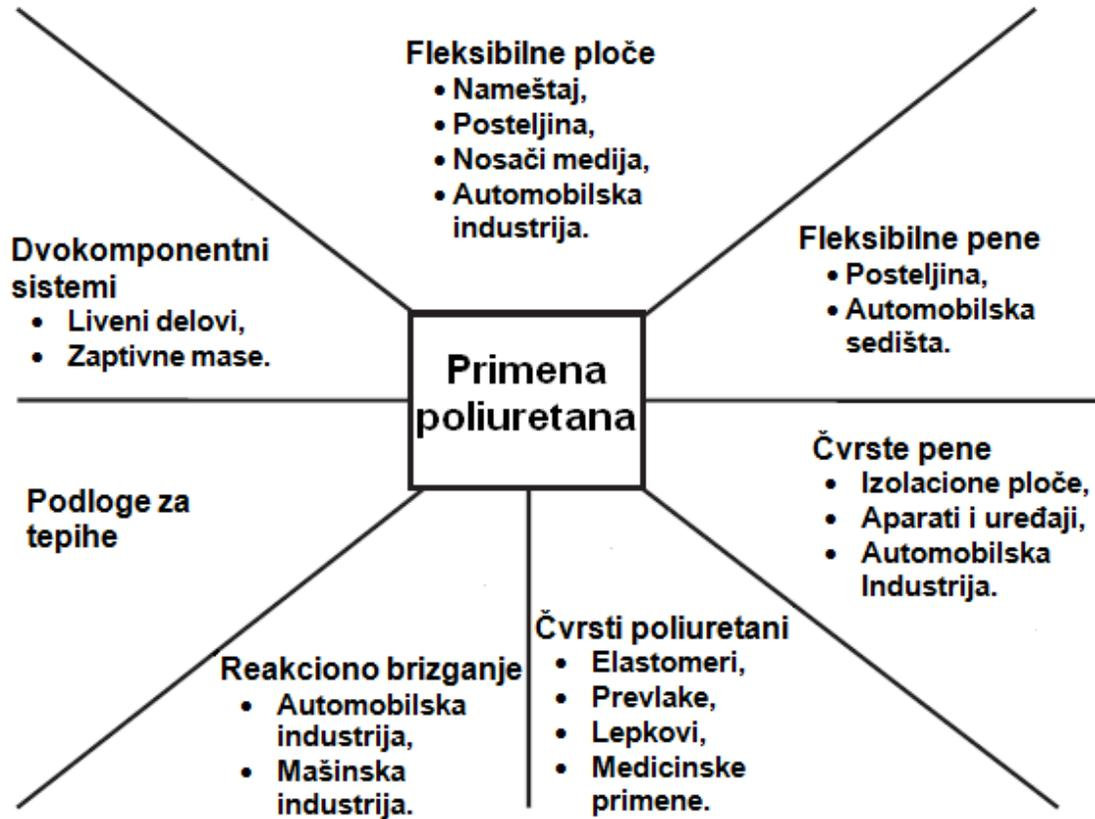 Fleksibilne ploče
• Nameštaj,
• Posteljina,
• Nosači medija,
• Automobilska
industrija.
Dvokomponentni
sistemi
• Liveni delovi,
• Zaptivne mase.
Fleksibilne pene
• Posteljina,
• Automobilska
sedišta.
Primena
poliuretana
Podloge za
tepihe
Čvrste pene
• Izolacione ploče,
• Aparati i uređaji,
• Automobilska
Industrija.
Reakciono brizganje
• Automobilska
industrija,
• Mašinska
industrija.
Čvrsti poliuretani
• Elastomeri,
• Prevlake,
• Lepkovi,
• Medicinske
primene.